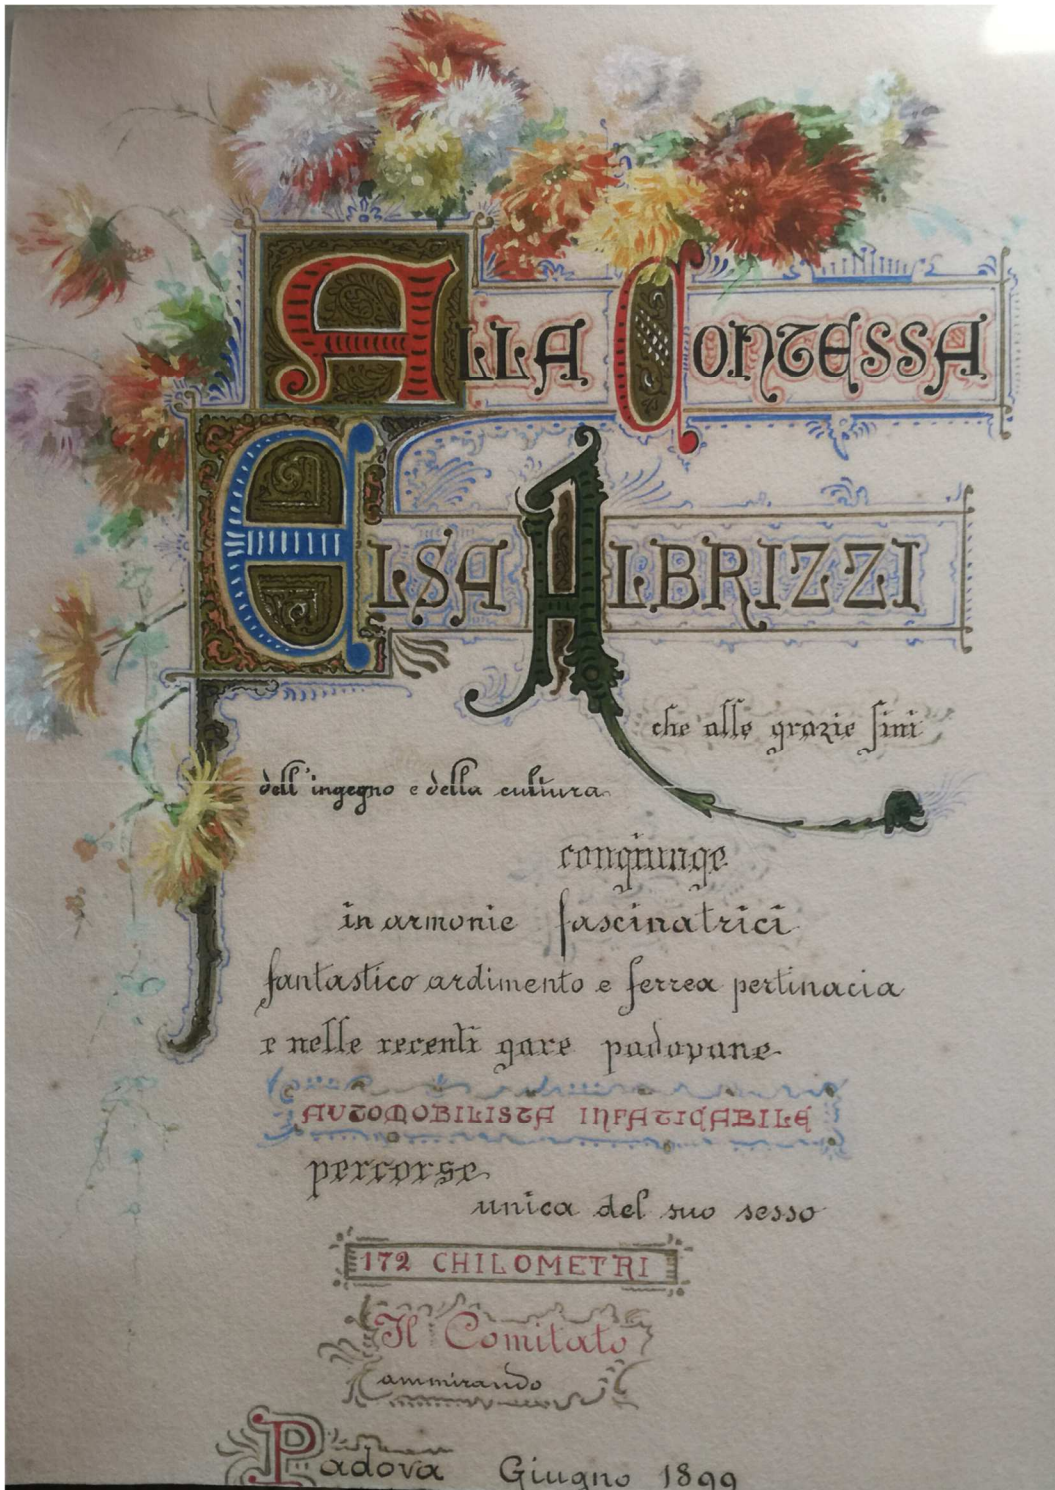 ALLA CONTESSA
ELSA ALBRIZZI
che alle grazie fini
dell'ingegno e della cultura
congiunge
in armonie fascinatrici
fantastico ardimento e ferrea pertinacia
e nelle recenti gare padovane
AUTOMOBILISTA INFATICABILE
percorse
unica del suo sesso
172 CHILOMETRI
Il Comitato
ammirando
Padova Giugno 1899